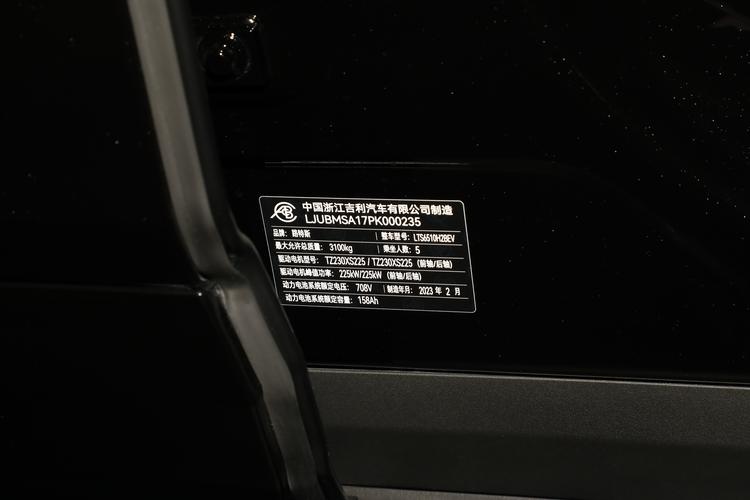 中国浙江吉利汽车有限公司制造
LJUBMSA17PK000235
品牌：路特斯 整车型号：LTS6510H2BEV
最大允许总质量：3100kg 乘坐人数：5
驱动电机型号：TZ230XS225 / TZ230XS225（前轴/后轴）
驱动电机峰值功率：225kW/225kW（前轴/后轴）
动力电池系统额定电压：708V 制造年月：2023 年 2 月
动力电池系统额定容量：158Ah